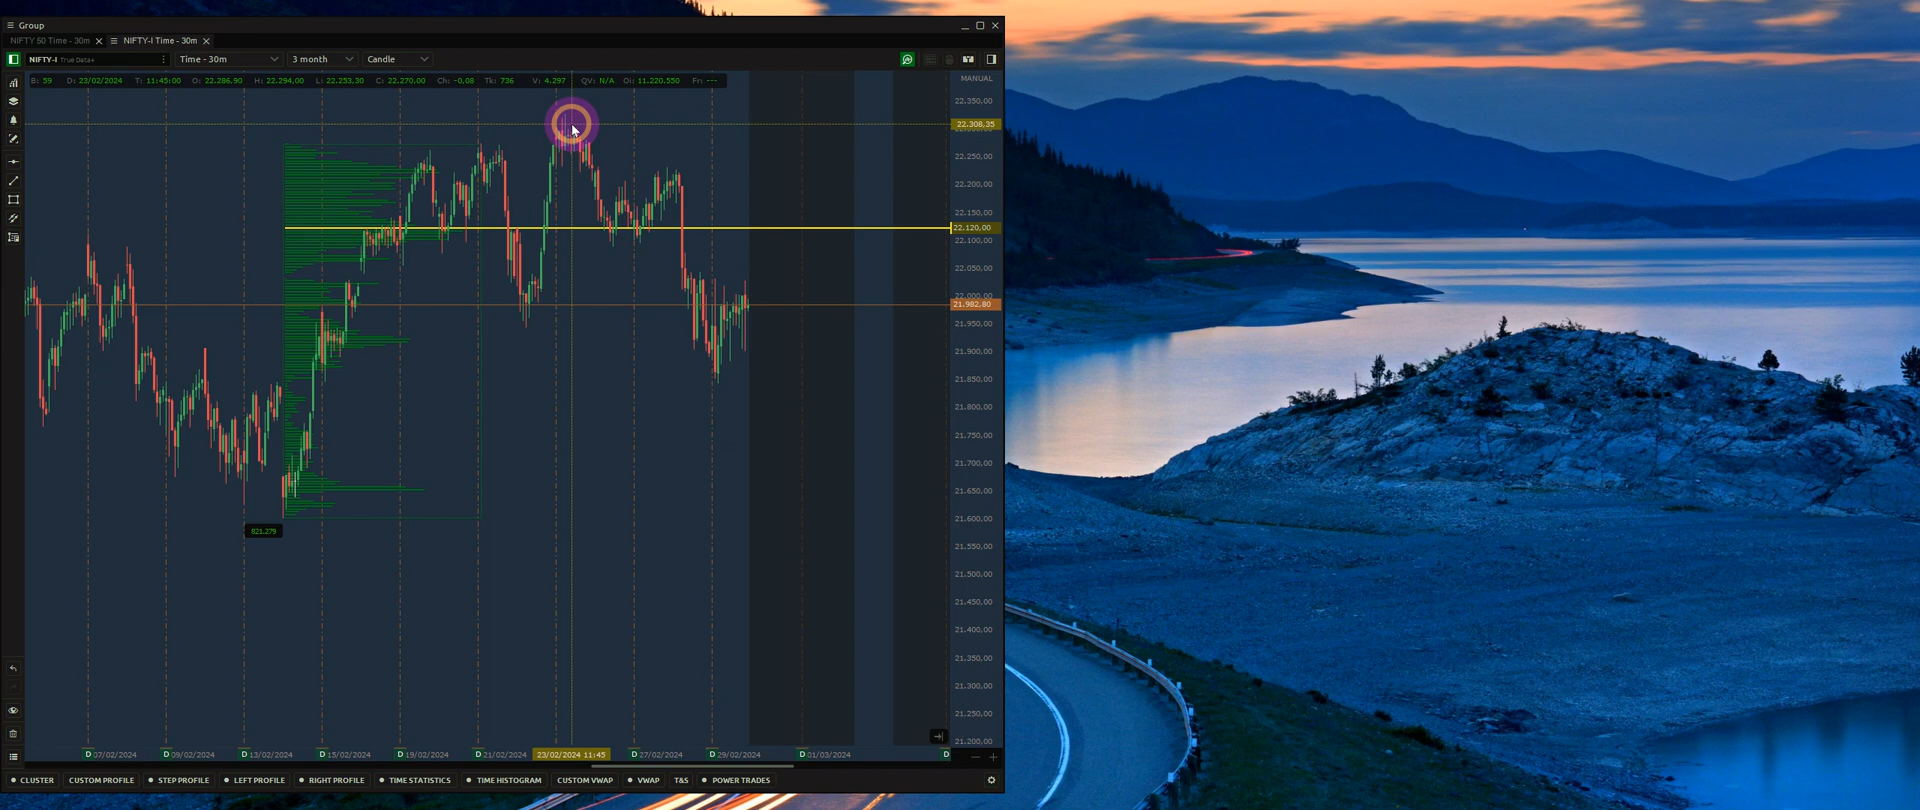 Group
NIFTY 50 Time - 30m
NIFTY-I Time - 30m
NIFTY-I True Data+
Time - 30m
3 month
Candle
B: 59 D: 23/02/2024 T: 11:45:00 O: 22.286,90 H: 22.294,00 L: 22.253,30 C: 22.270,00 Ch: -0,08 Tk: 736 V: 4.297 QV: N/A Oi: 11.220.550 Fr: ---
MANUAL
22.350,00
22.308,35
22.250,00
22.200,00
22.150,00
22.120,00
22.100,00
22.050,00
22.000,00
21.982,80
21.950,00
21.900,00
21.850,00
21.800,00
21.750,00
21.700,00
21.650,00
21.600,00
821.279
21.550,00
21.500,00
21.450,00
21.400,00
21.350,00
21.300,00
21.250,00
21.200,00
D 07/02/2024 D 09/02/2024 D 13/02/2024 D 15/02/2024 D 19/02/2024 D 21/02/2024 23/02/2024 11:45 D 27/02/2024 D 29/02/2024 D 01/03/2024 D
CLUSTER CUSTOM PROFILE STEP PROFILE LEFT PROFILE RIGHT PROFILE TIME STATISTICS TIME HISTOGRAM CUSTOM VWAP VWAP T&S POWER TRADES